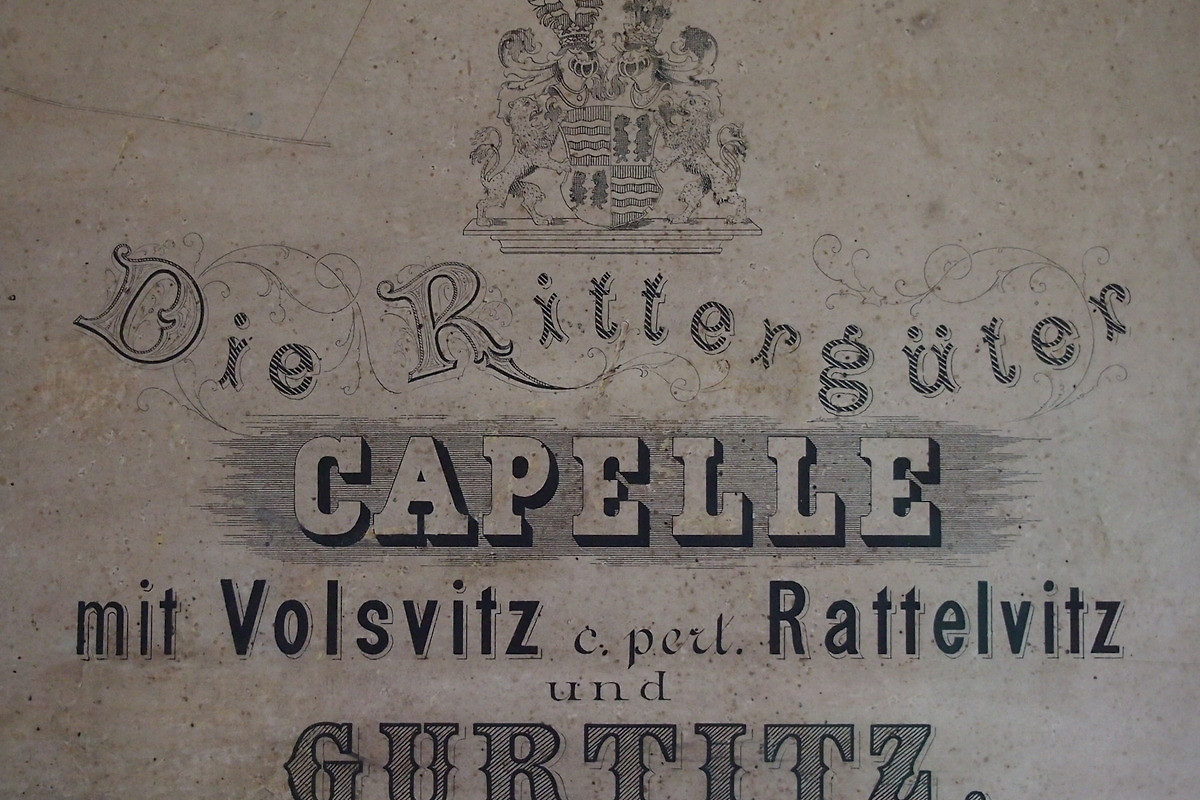 Die Rittergüter
CAPELLE
mit Volsvitz c. pert. Rattelvitz
und
GURTITZ.